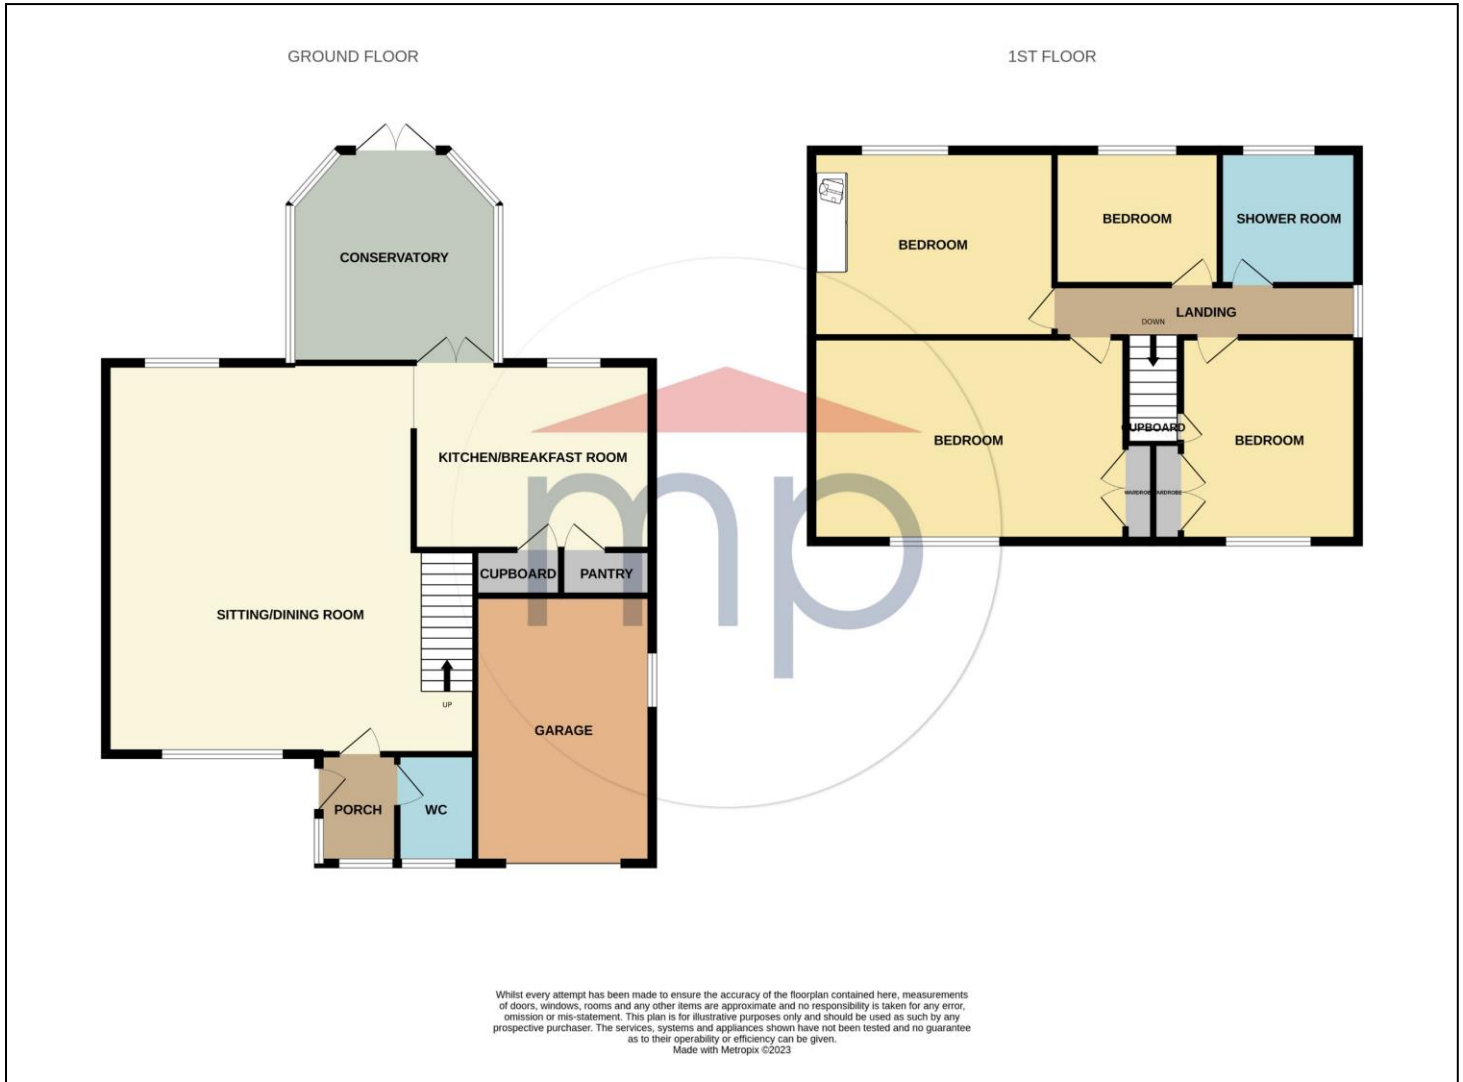 GROUND FLOOR
CONSERVATORY
KITCHEN/BREAKFAST ROOM
CUPBOARD
PANTRY
SITTING/DINING ROOM
UP
GARAGE
PORCH
WC
1ST FLOOR
BEDROOM
BEDROOM
SHOWER ROOM
LANDING
DOWN
CUPBOARD
BEDROOM
BEDROOM
WARDROBE
WARDROBE
mp
Whilst every attempt has been made to ensure the accuracy of the floorplan contained here, measurements
of doors, windows, rooms and any other items are approximate and no responsibility is taken for any error,
omission or mis-statement. This plan is for illustrative purposes only and should be used as such by any
prospective purchaser. The services, systems and appliances shown have not been tested and no guarantee
as to their operability or efficiency can be given.
Made with Metropix ©2023